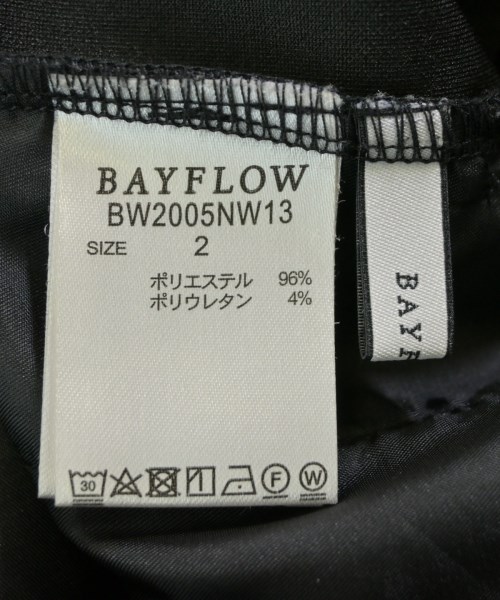 BAYFLOW
BW2005NW13
SIZE 2
ポリエステル 96%
ポリウレタン 4%
30 F W
BAYF